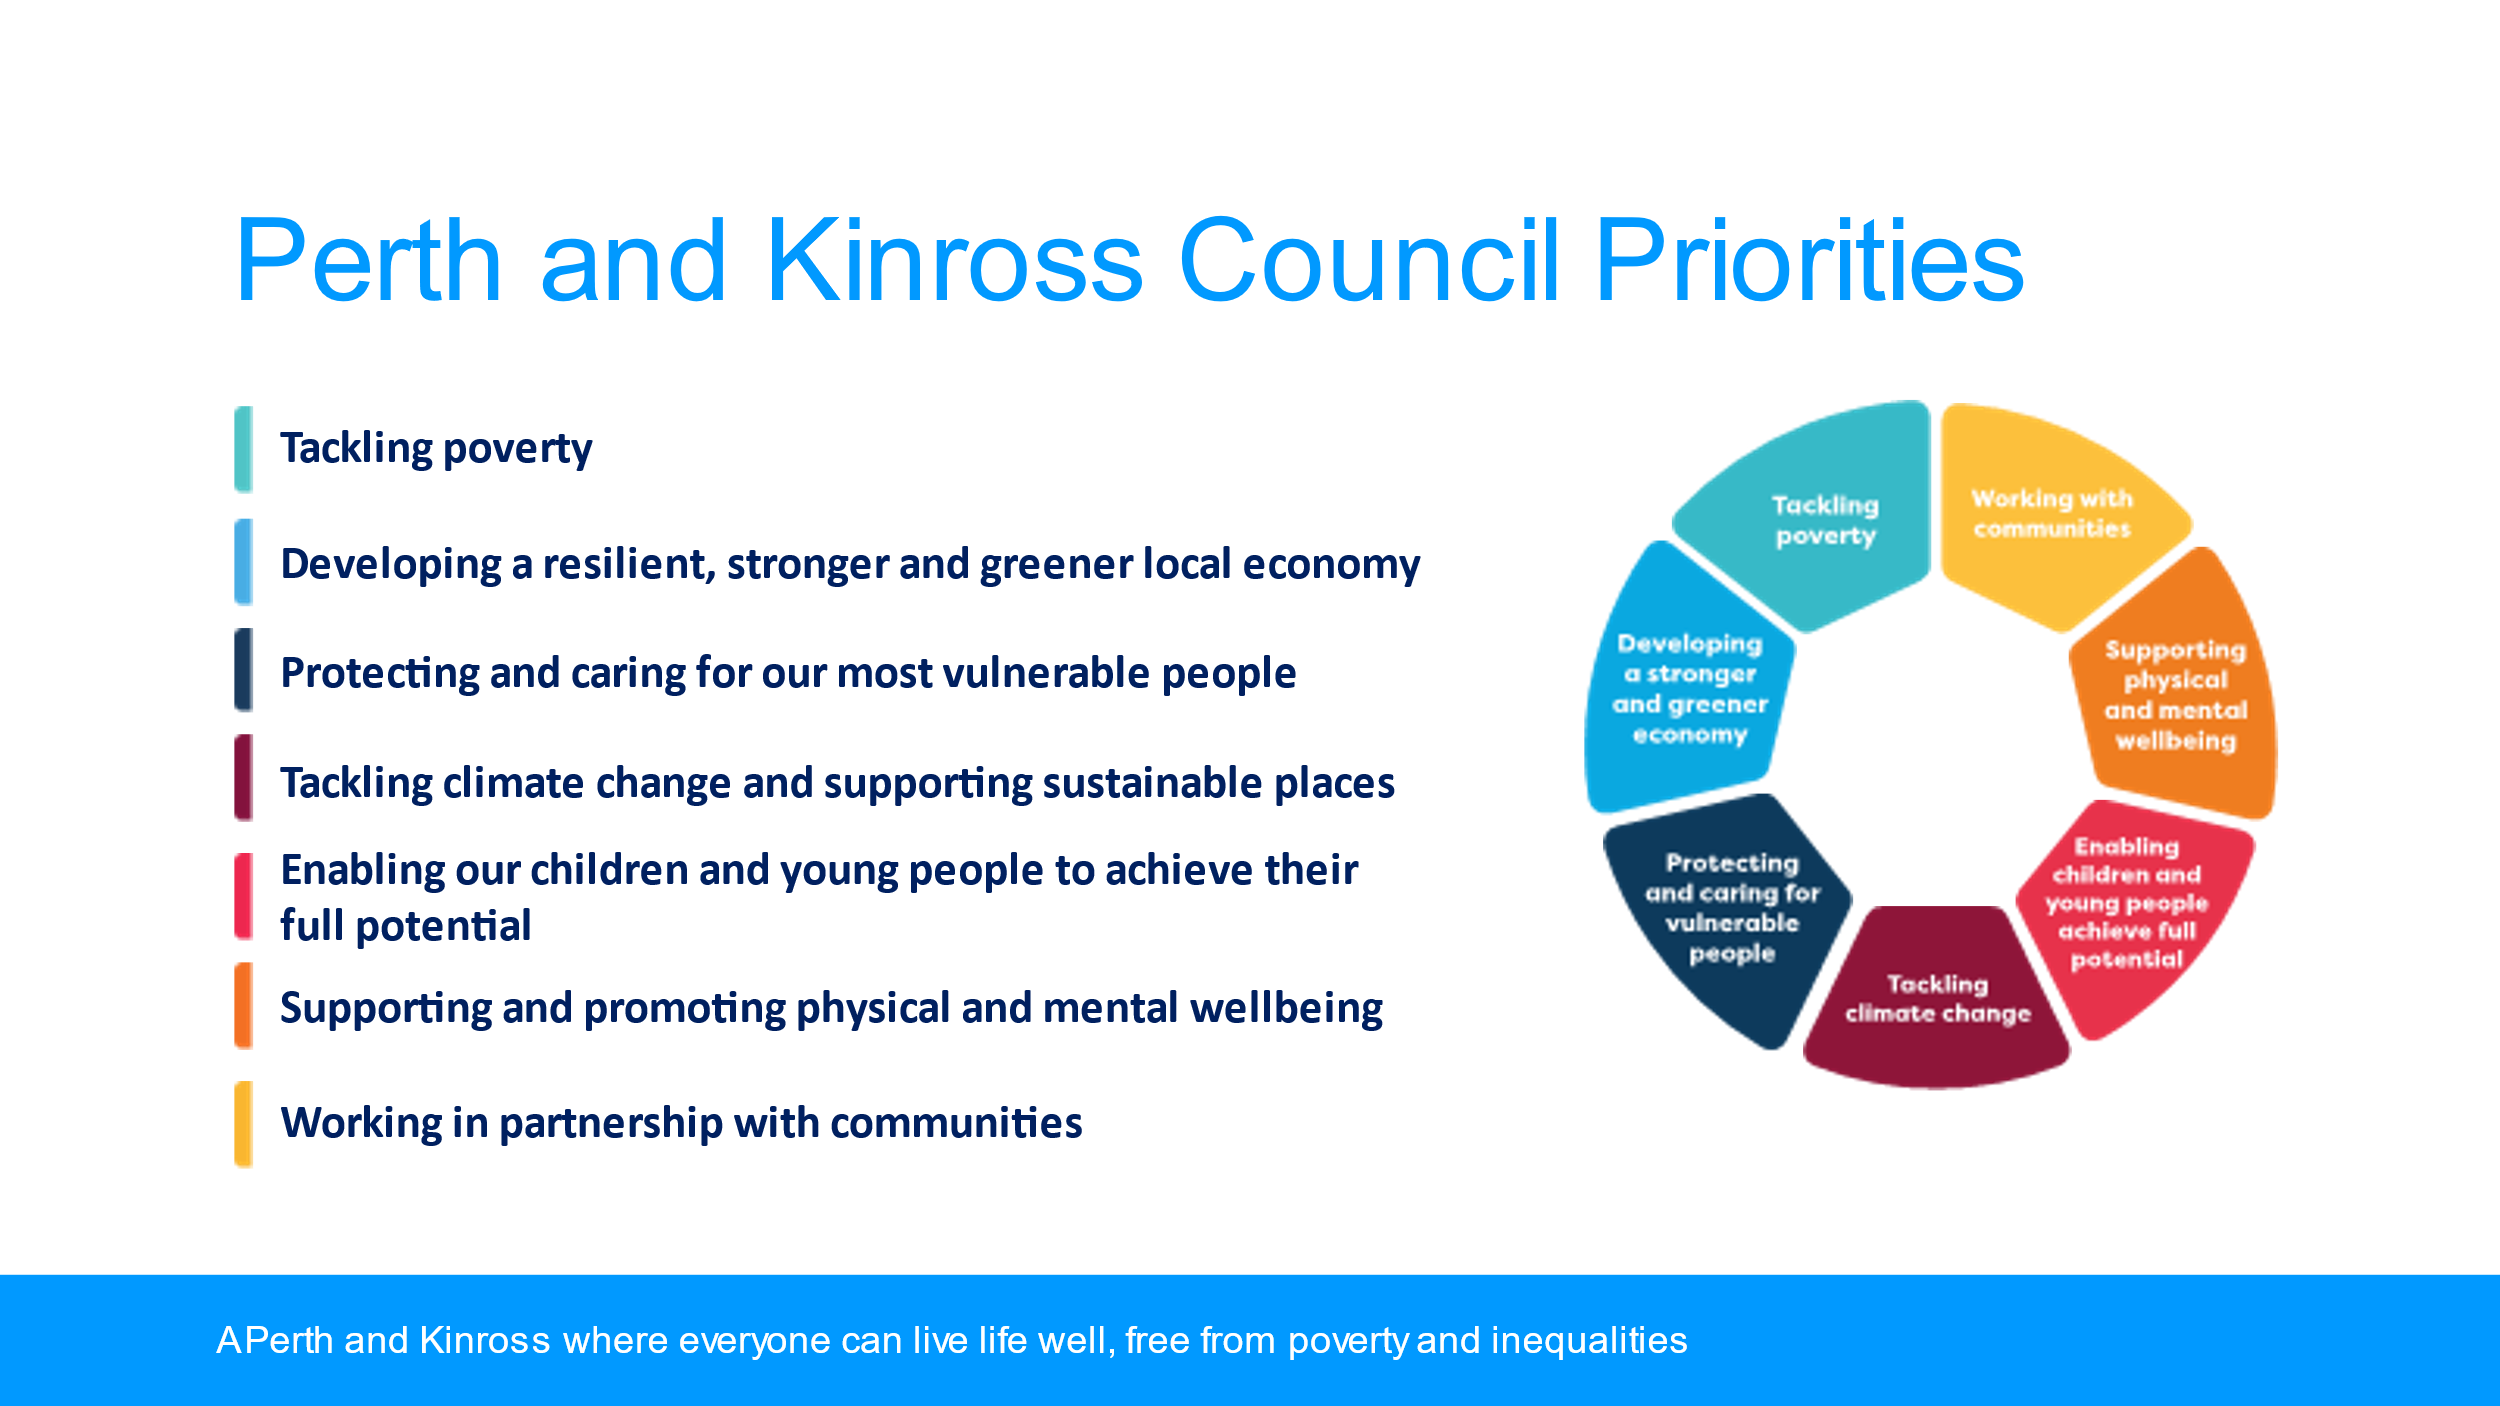 Perth and Kinross Council Priorities
Tackling poverty
Developing a resilient, stronger and greener local economy
Protecting and caring for our most vulnerable people
Tackling climate change and supporting sustainable places
Enabling our children and young people to achieve their
full potential
Supporting and promoting physical and mental wellbeing
Working in partnership with communities
Tackling
poverty
Working with
communities
Supporting
physical
and mental
wellbeing
Enabling
children and
young people
achieve full
potential
Tackling
climate change
Protecting
and caring for
vulnerable
people
Developing
a stronger
and greener
economy
A Perth and Kinross where everyone can live life well, free from poverty and inequalities